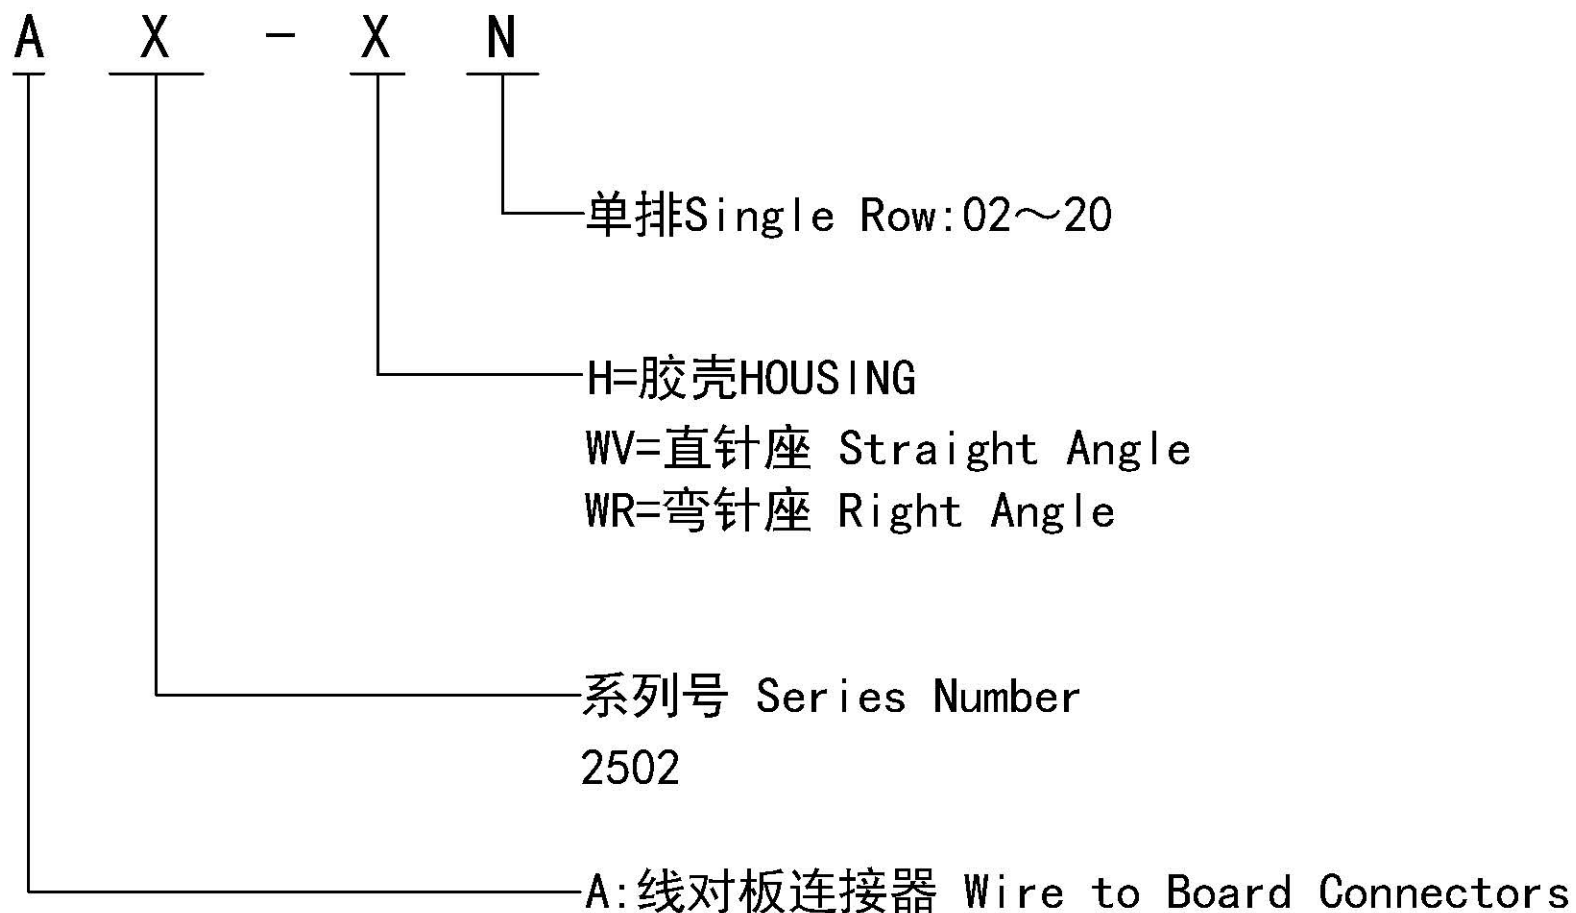 A X - X N
单排Single Row:02～20
H=胶壳HOUSING
WV=直针座 Straight Angle
WR=弯针座 Right Angle
系列号 Series Number
2502
A:线对板连接器 Wire to Board Connectors